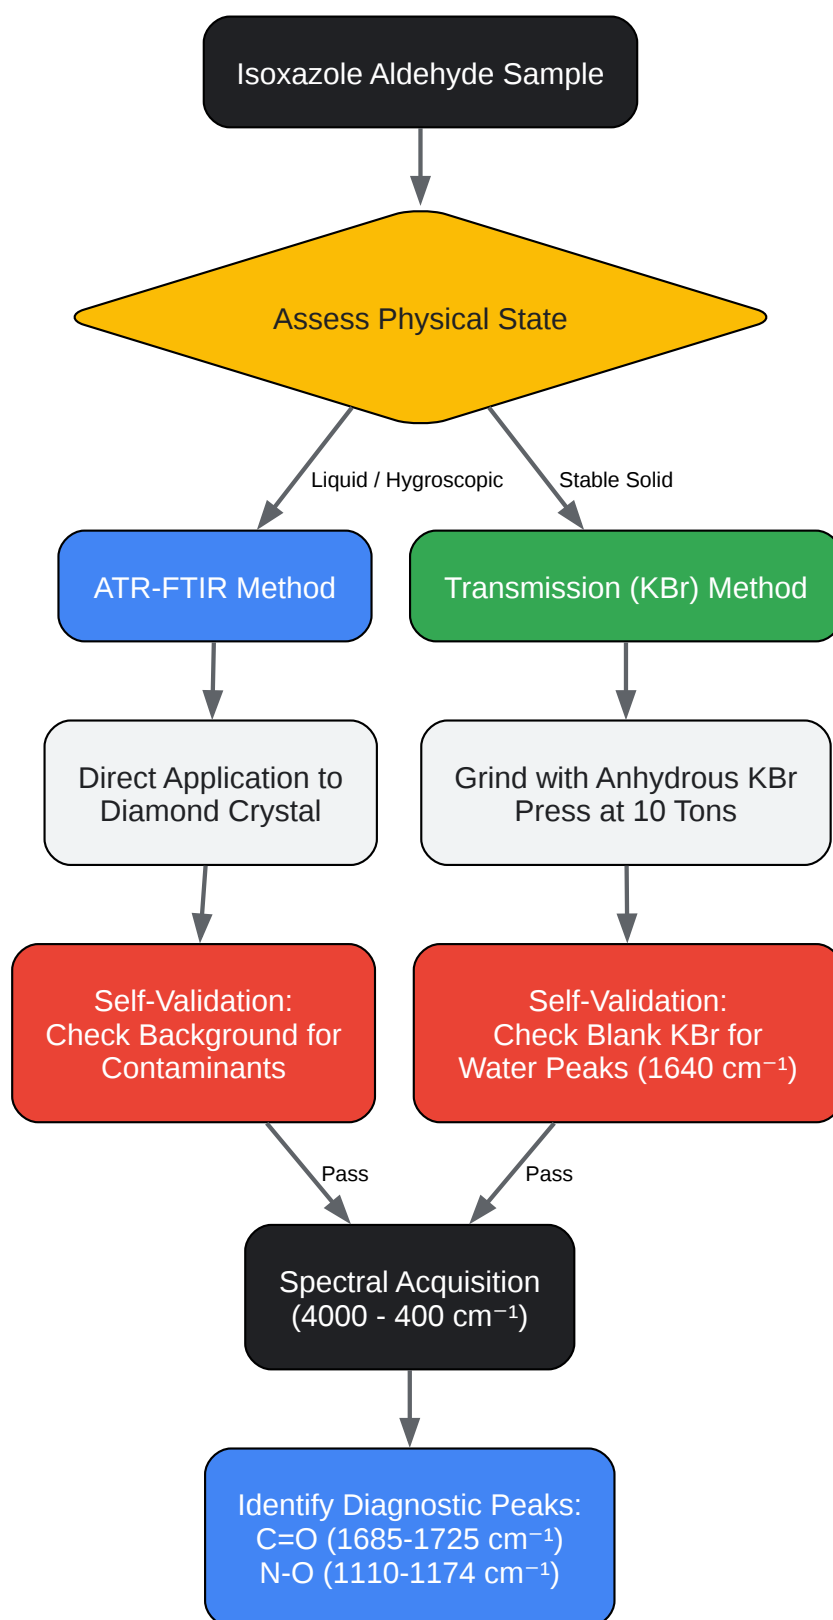 Isoxazole Aldehyde Sample
Assess Physical State
Liquid / Hygroscopic
Stable Solid
ATR-FTIR Method
Transmission (KBr) Method
Direct Application to
Diamond Crystal
Grind with Anhydrous KBr
Press at 10 Tons
Self-Validation:
Check Background for
Contaminants
Self-Validation:
Check Blank KBr for
Water Peaks (1640 cm⁻¹)
Pass
Pass
Spectral Acquisition
(4000 - 400 cm⁻¹)
Identify Diagnostic Peaks:
C=O (1685-1725 cm⁻¹)
N-O (1110-1174 cm⁻¹)